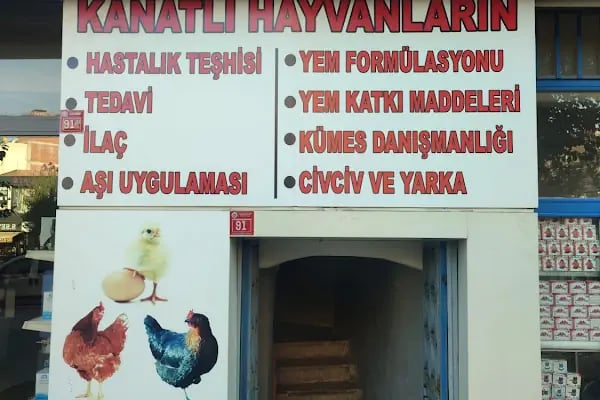 KANATLI HAYVANLARIN
• HASTALIK TEŞHİSİ
• TEDAVİ
• İLAÇ
• AŞI UYGULAMASI
• YEM FORMÜLASYONU
• YEM KATKI MADDELERİ
• KÜMES DANIŞMANLIĞI
• CİVCİV VE YARKA
91
91